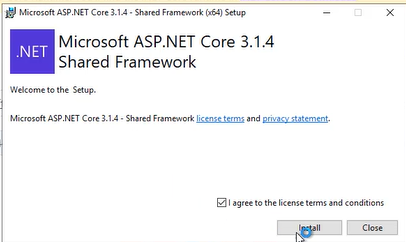 Microsoft ASP.NET Core 3.1.4 - Shared Framework (x64) Setup
.NET
Microsoft ASP.NET Core 3.1.4
Shared Framework
Welcome to the Setup.
Microsoft ASP.NET Core 3.1.4 - Shared Framework license terms and privacy statement.
I agree to the license terms and conditions
Install
Close